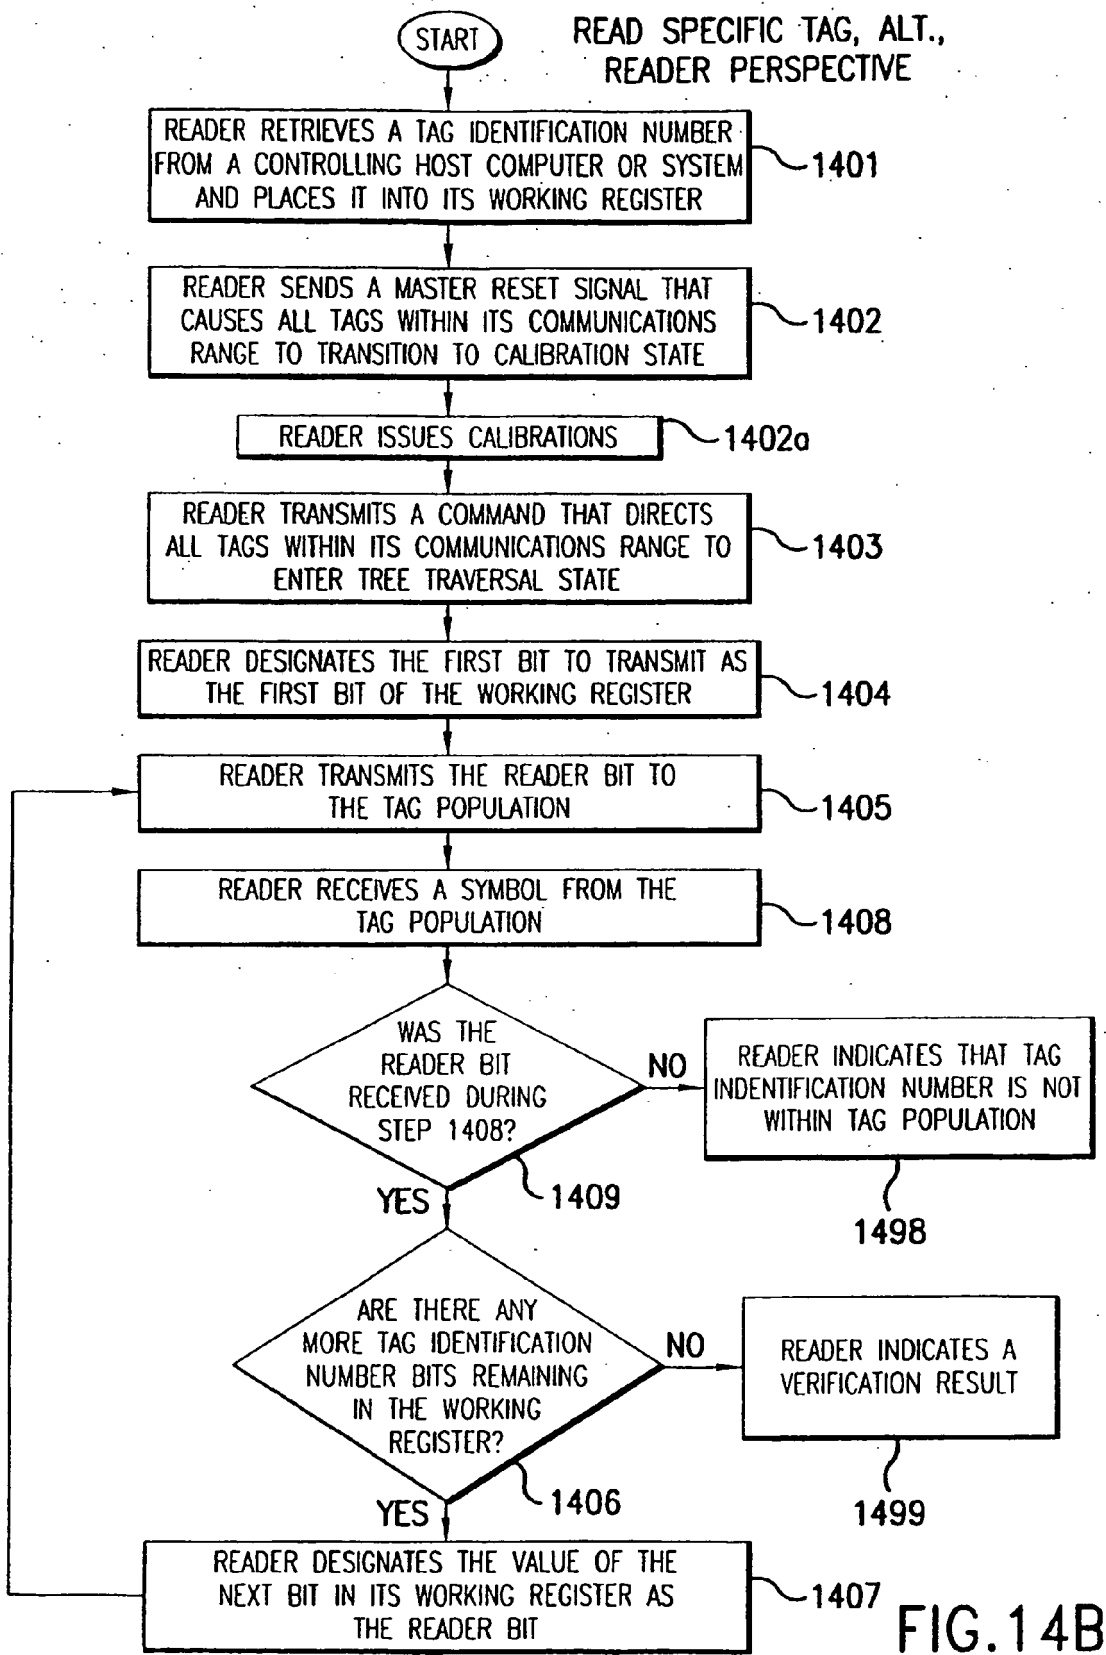 START
READ SPECIFIC TAG, ALT.,
READER PERSPECTIVE
READER RETRIEVES A TAG IDENTIFICATION NUMBER
FROM A CONTROLLING HOST COMPUTER OR SYSTEM
AND PLACES IT INTO ITS WORKING REGISTER
1401
READER SENDS A MASTER RESET SIGNAL THAT
CAUSES ALL TAGS WITHIN ITS COMMUNICATIONS
RANGE TO TRANSITION TO CALIBRATION STATE
1402
READER ISSUES CALIBRATIONS
1402a
READER TRANSMITS A COMMAND THAT DIRECTS
ALL TAGS WITHIN ITS COMMUNICATIONS RANGE TO
ENTER TREE TRAVERSAL STATE
1403
READER DESIGNATES THE FIRST BIT TO TRANSMIT AS
THE FIRST BIT OF THE WORKING REGISTER
1404
READER TRANSMITS THE READER BIT TO
THE TAG POPULATION
1405
READER RECEIVES A SYMBOL FROM THE
TAG POPULATION
1408
WAS THE
READER BIT
RECEIVED DURING
STEP 1408?
1409
NO
READER INDICATES THAT TAG
INDENTIFICATION NUMBER IS NOT
WITHIN TAG POPULATION
1498
YES
ARE THERE ANY
MORE TAG IDENTIFICATION
NUMBER BITS REMAINING
IN THE WORKING
REGISTER?
1406
NO
READER INDICATES A
VERIFICATION RESULT
1499
YES
READER DESIGNATES THE VALUE OF THE
NEXT BIT IN ITS WORKING REGISTER AS
THE READER BIT
1407
FIG.14B